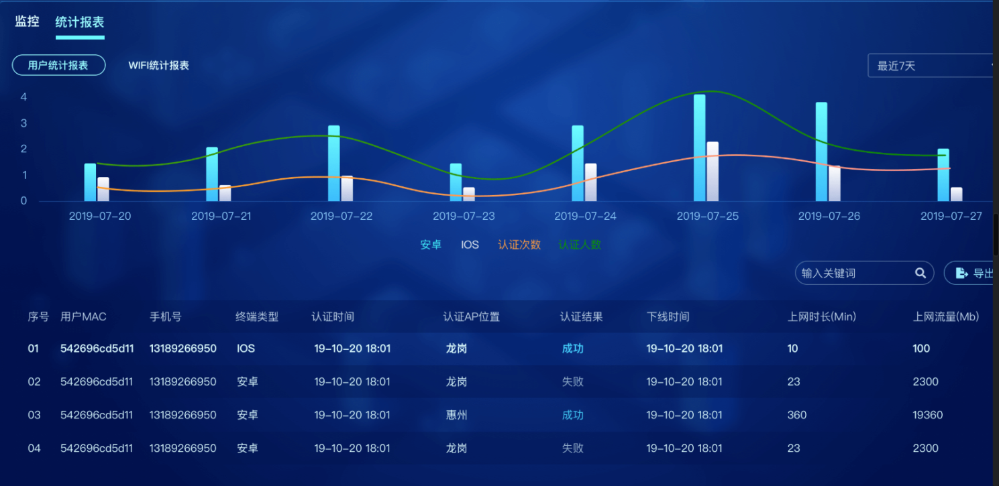 监控 统计报表
用户统计报表 WIFI统计报表 最近7天
4
3
2
1
0
2019-07-20 2019-07-21 2019-07-22 2019-07-23 2019-07-24 2019-07-25 2019-07-26 2019-07-27
安卓 IOS 认证次数 认证人数
输入关键词 导出
序号 用户MAC 手机号 终端类型 认证时间 认证AP位置 认证结果 下线时间 上网时长(Min) 上网流量(Mb)
01 542696cd5d11 13189266950 IOS 19-10-20 18:01 龙岗 成功 19-10-20 18:01 10 100
02 542696cd5d11 13189266950 安卓 19-10-20 18:01 龙岗 失败 19-10-20 18:01 23 2300
03 542696cd5d11 13189266950 安卓 19-10-20 18:01 惠州 成功 19-10-20 18:01 360 19360
04 542696cd5d11 13189266950 安卓 19-10-20 18:01 龙岗 失败 19-10-20 18:01 23 2300